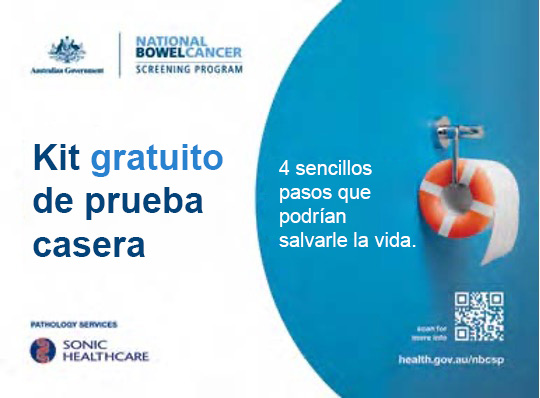 Australian Government
NATIONAL
BOWELCANCER
SCREENING PROGRAM
Kit gratuito
de prueba
casera
4 sencillos
pasos que
podrían
salvarle la vida.
PATHOLOGY SERVICES
SONIC
HEALTHCARE
scan for
more info
health.gov.au/nbcsp